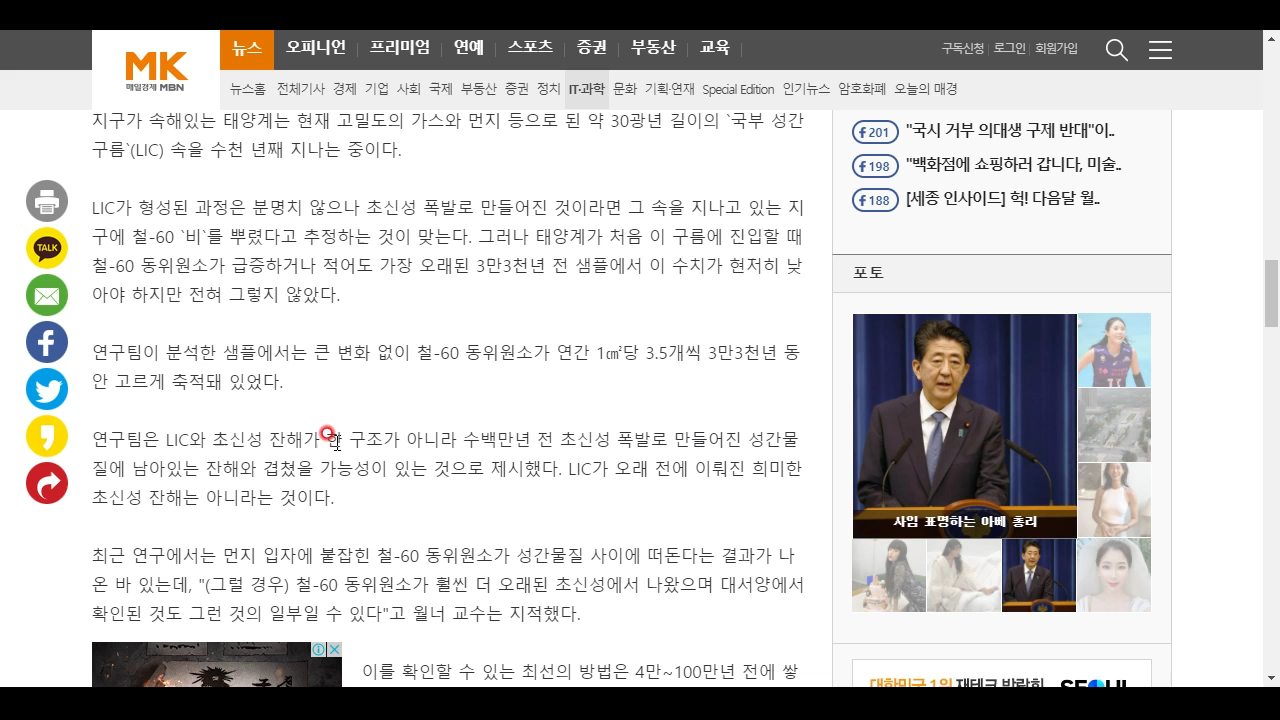 MK
매일경제 MBN
뉴스 오피니언 프리미엄 연예 스포츠 증권 부동산 교육
구독신청 로그인 회원가입
뉴스홈 전체기사 경제 기업 사회 국제 부동산 증권 정치 IT·과학 문화 기획·연재 Special Edition 인기뉴스 암호화폐 오늘의 매경
지구가 속해있는 태양계는 현재 고밀도의 가스와 먼지 등으로 된 약 30광년 길이의 `국부 성간
구름`(LIC) 속을 수천 년째 지나는 중이다.
LIC가 형성된 과정은 분명치 않으나 초신성 폭발로 만들어진 것이라면 그 속을 지나고 있는 지
구에 철-60 `비`를 뿌렸다고 추정하는 것이 맞는다. 그러나 태양계가 처음 이 구름에 진입할 때
철-60 동위원소가 급증하거나 적어도 가장 오래된 3만3천년 전 샘플에서 이 수치가 현저히 낮
아야 하지만 전혀 그렇지 않았다.
연구팀이 분석한 샘플에서는 큰 변화 없이 철-60 동위원소가 연간 1㎠당 3.5개씩 3만3천년 동
안 고르게 축적돼 있었다.
연구팀은 LIC와 초신성 잔해가 한 구조가 아니라 수백만년 전 초신성 폭발로 만들어진 성간물
질에 남아있는 잔해와 겹쳤을 가능성이 있는 것으로 제시했다. LIC가 오래 전에 이뤄진 희미한
초신성 잔해는 아니라는 것이다.
최근 연구에서는 먼지 입자에 붙잡힌 철-60 동위원소가 성간물질 사이에 떠돈다는 결과가 나
온 바 있는데, "(그럴 경우) 철-60 동위원소가 훨씬 더 오래된 초신성에서 나왔으며 대서양에서
확인된 것도 그런 것의 일부일 수 있다"고 월너 교수는 지적했다.
이를 확인할 수 있는 최선의 방법은 4만~100만년 전에 쌓
TALK
201 "국시 거부 의대생 구제 반대"이..
198 "백화점에 쇼핑하러 갑니다, 미술..
188 [세종 인사이드] 헉! 다음달 월..
포토
사임 표명하는 아베 총리
대한민국 1위 재테크 박람회 SEOUL